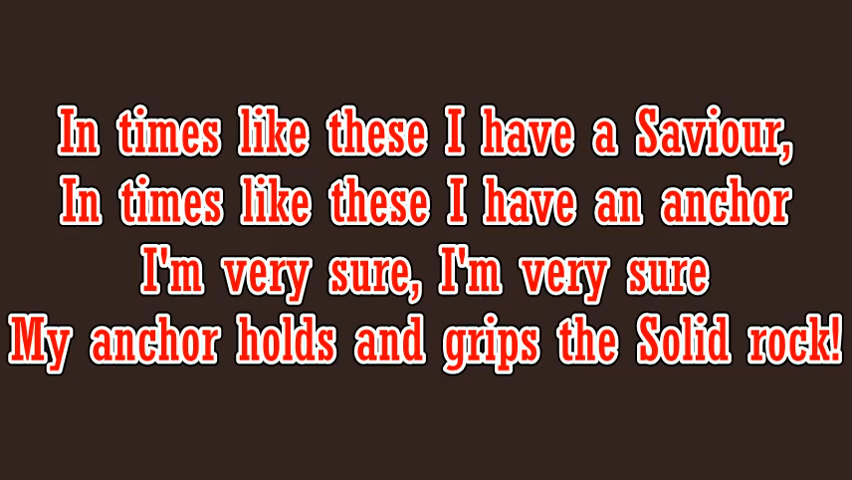 In times like these I have a Saviour,
In times like these I have an anchor
I'm very sure, I'm very sure
My anchor holds and grips the Solid rock!